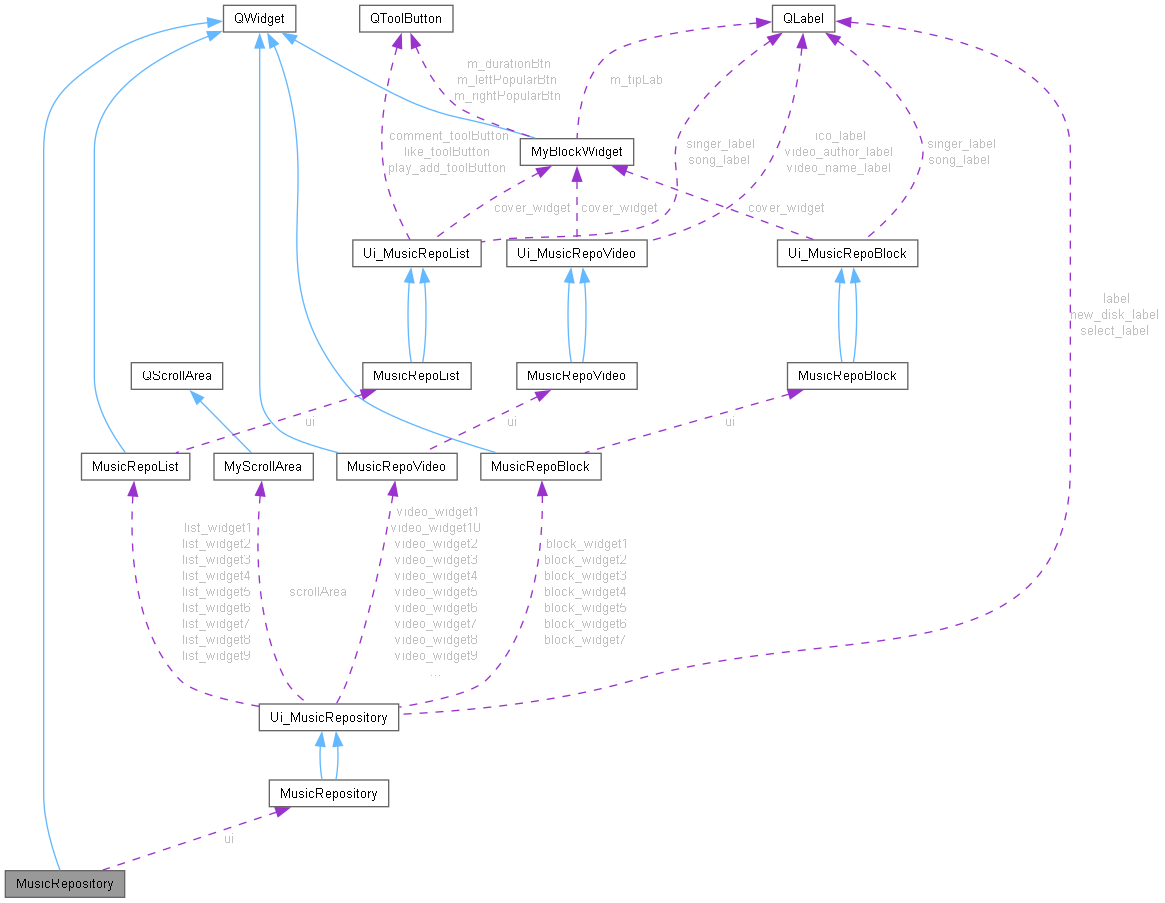 QWidget
QToolButton
QLabel
m_durationBtn
m_leftPopularBtn
m_rightPopularBtn
m_tipLab
comment_toolButton
like_toolButton
play_add_toolButton
MyBlockWidget
singer_label
song_label
ico_label
video_author_label
video_name_label
singer_label
song_label
cover_widget
cover_widget
cover_widget
Ui_MusicRepoList
Ui_MusicRepoVideo
Ui_MusicRepoBlock
label
new_disk_label
select_label
QScrollArea
MusicRepoList
MusicRepoVideo
MusicRepoBlock
ui
ui
ui
MusicRepoList
MyScrollArea
MusicRepoVideo
MusicRepoBlock
list_widget1
list_widget2
list_widget3
list_widget4
list_widget5
list_widget6
list_widget7
list_widget8
list_widget9
scrollArea
video_widget1
video_widget10
video_widget2
video_widget3
video_widget4
video_widget5
video_widget6
video_widget7
video_widget8
video_widget9
...
block_widget1
block_widget2
block_widget3
block_widget4
block_widget5
block_widget6
block_widget7
Ui_MusicRepository
MusicRepository
ui
MusicRepository